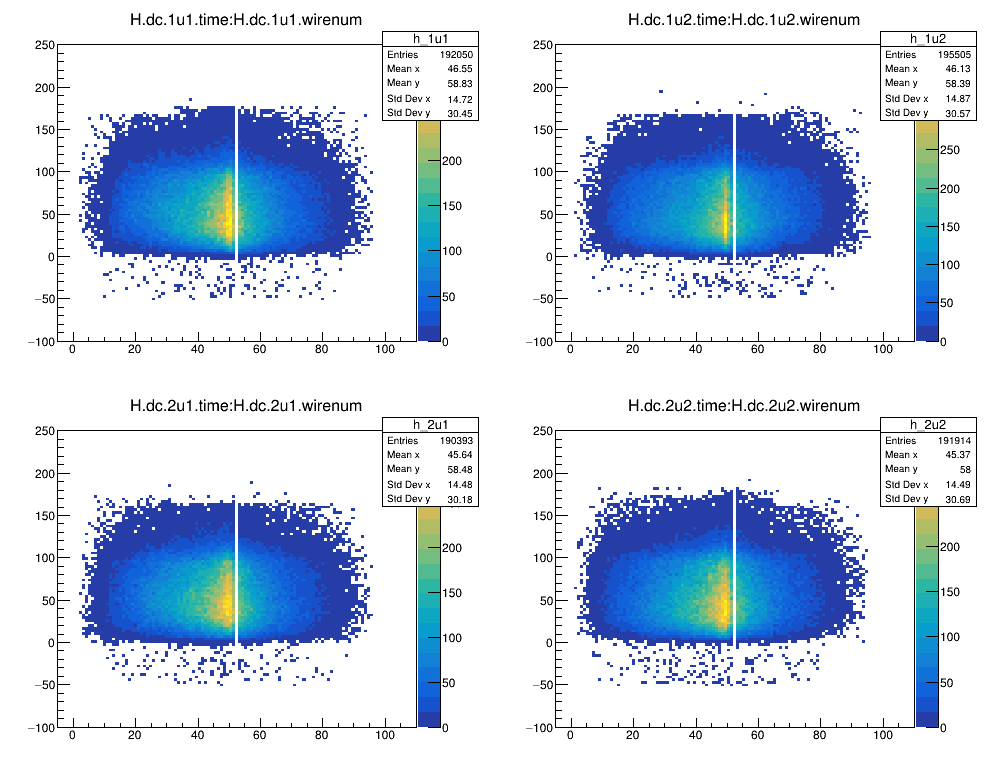 H.dc.1u1.time:H.dc.1u1.wirenum
h_1u1
Entries 192050
Mean x 46.55
Mean y 58.83
Std Dev x 14.72
Std Dev y 30.45
250
200
150
100
50
0
−50
−100
0 20 40 60 80 100
200
150
100
50
0
H.dc.1u2.time:H.dc.1u2.wirenum
h_1u2
Entries 195505
Mean x 46.13
Mean y 58.39
Std Dev x 14.87
Std Dev y 30.57
250
200
150
100
50
0
−50
−100
0 20 40 60 80 100
250
200
150
100
50
0
H.dc.2u1.time:H.dc.2u1.wirenum
h_2u1
Entries 190393
Mean x 45.64
Mean y 58.48
Std Dev x 14.48
Std Dev y 30.18
250
200
150
100
50
0
−50
−100
0 20 40 60 80 100
200
150
100
50
0
H.dc.2u2.time:H.dc.2u2.wirenum
h_2u2
Entries 191914
Mean x 45.37
Mean y 58
Std Dev x 14.49
Std Dev y 30.69
250
200
150
100
50
0
−50
−100
0 20 40 60 80 100
200
150
100
50
0